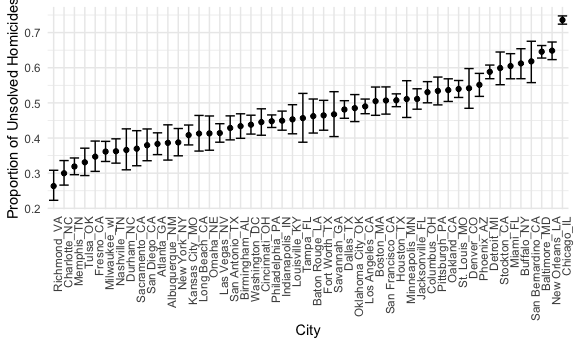 Proportion of Unsolved Homicides
0.7
0.6
0.5
0.4
0.3
0.2
Richmond_VA
Charlotte_NC
Memphis_TN
Tulsa_OK
Fresno_CA
Milwaukee_wI
Nashville_TN
Durham_NC
Sacramento_CA
San Diego_CA
Atlanta_GA
Albuquerque_NM
New York_NY
Kansas City_MO
Long Beach_CA
Omaha_NE
Las Vegas_NV
San Antonio_TX
Birmingham_AL
Washington_DC
Cincinnati_OH
Philadelphia_PA
Indianapolis_IN
Louisville_KY
Tampa_FL
Baton Rouge_LA
Fort Worth_TX
Savannah_GA
Dallas_TX
Oklahoma City_OK
Los Angeles_CA
Boston_MA
San Francisco_CA
Houston_TX
Minneapolis_MN
Jacksonville_FL
Columbus_OH
Pittsburgh_PA
Oakland_CA
St. Louis_MO
Denver_CO
Phoenix_AZ
Detroit_MI
Stockton_CA
Miami_FL
Buffalo_NY
San Bernardino_CA
Baltimore_MD
New Orleans_LA
Chicago_IL
City